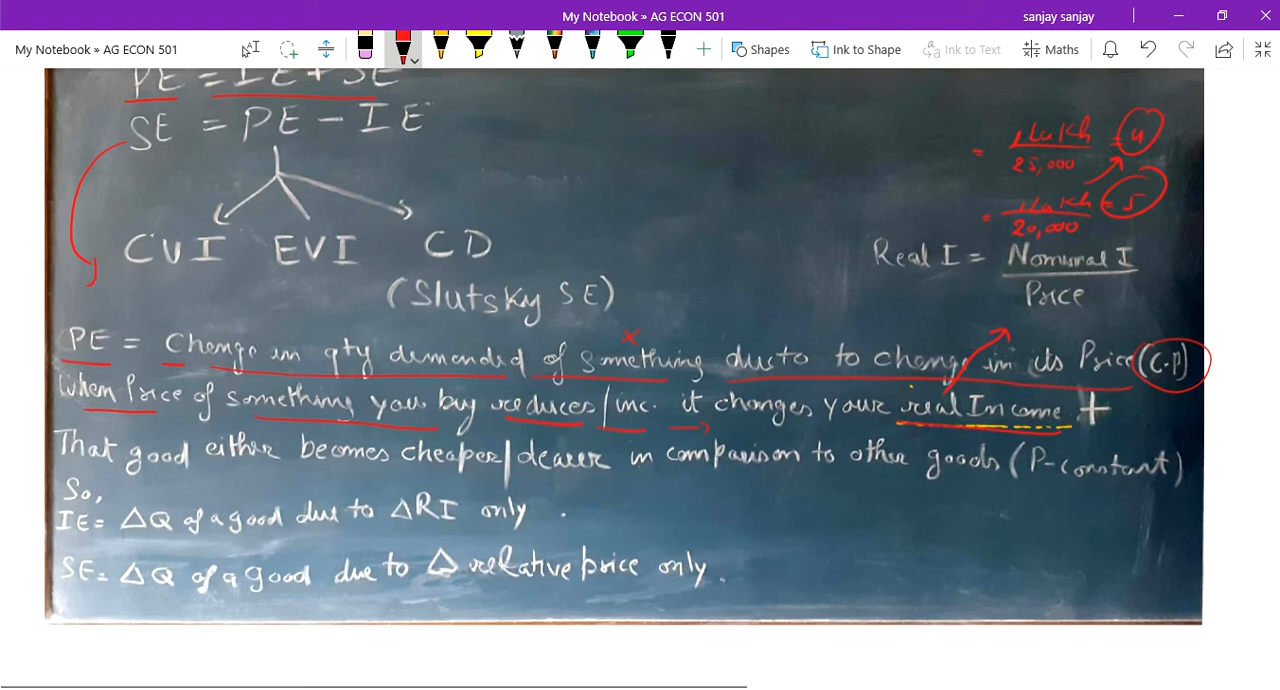 My Notebook » AG ECON 501
sanjay sanjay
My Notebook » AG ECON 501
Shapes
Ink to Shape
Ink to Text
Maths
PE = IE + SE
SE = PE - IE
CVI EVI CD
(Slutsky SE)
= 1 Lakh / 25,000 = 4
= 1 Lakh / 20,000 = 5
Real I = Nominal I / Price
PE = Change in qty demanded of something due to to change in its Price (C.P)
When Price of something you buy reduces/inc. it changes your real Income +
That good either becomes cheaper/dearer in comparison to other goods (P-constant)
So,
IE = ΔQ of a good due to ΔRI only .
SE = ΔQ of a good due to Δ relative price only.